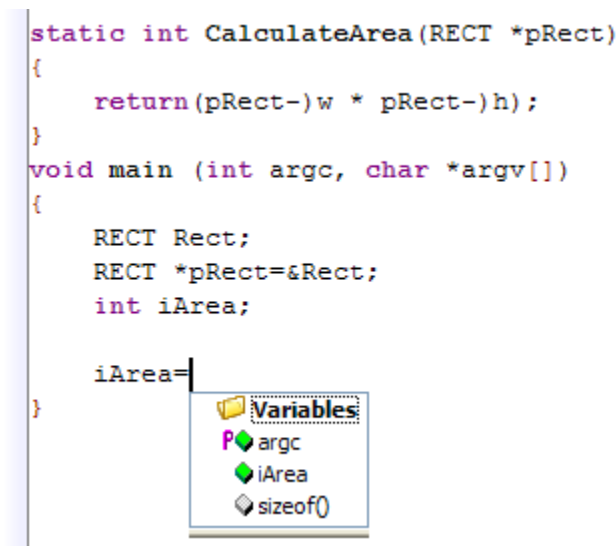 static int CalculateArea(RECT *pRect)
{
return(pRect-)w * pRect-)h);
}
void main (int argc, char *argv[])
{
RECT Rect;
RECT *pRect=&Rect;
int iArea;
iArea=
Variables
P argc
iArea
sizeof()
}